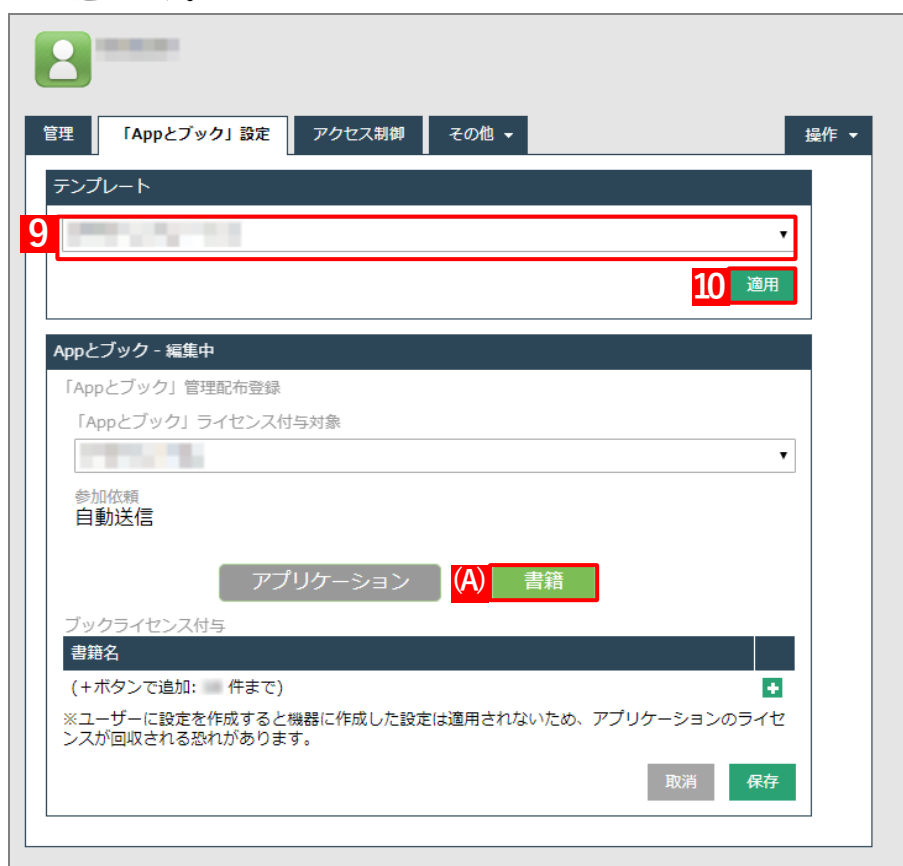 管理
「Appとブック」設定
アクセス制御
その他 ▼
操作 ▼
テンプレート
9
▼
10
適用
Appとブック - 編集中
「Appとブック」管理配布登録
「Appとブック」ライセンス付与対象
▼
参加依頼
自動送信
アプリケーション
(A)
書籍
ブックライセンス付与
書籍名
(+ボタンで追加: 件まで)
※ユーザーに設定を作成すると機器に作成した設定は適用されないため、アプリケーションのライセ
ンスが回収される恐れがあります。
取消
保存